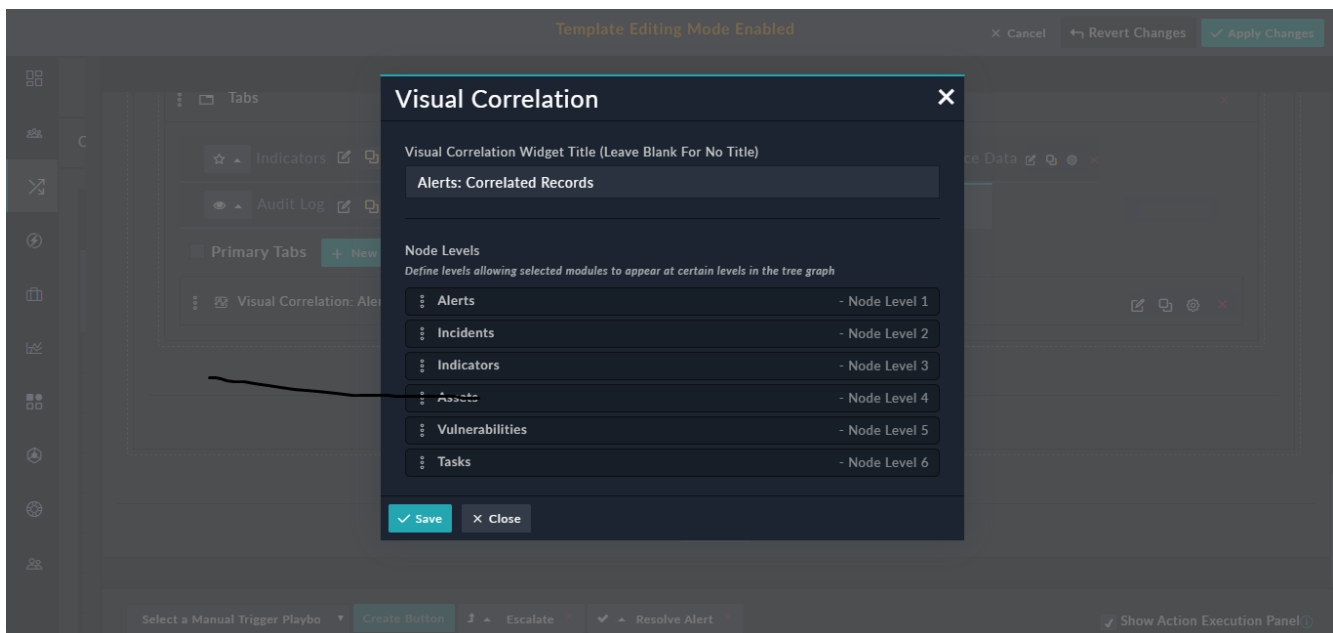 Template Editing Mode Enabled
Cancel
Revert Changes
Apply Changes
Tabs
Visual Correlation
C
Indicators
Visual Correlation Widget Title (Leave Blank For No Title)
ce Data
Alerts: Correlated Records
Audit Log
Primary Tabs
+ New
Node Levels
Define levels allowing selected modules to appear at certain levels in the tree graph
Visual Correlation: Ale
Alerts - Node Level 1
Incidents - Node Level 2
Indicators - Node Level 3
Assets - Node Level 4
Vulnerabilities - Node Level 5
Tasks - Node Level 6
Save
Close
Select a Manual Trigger Playbo
Create Button
Escalate
Resolve Alert
Show Action Execution Panel